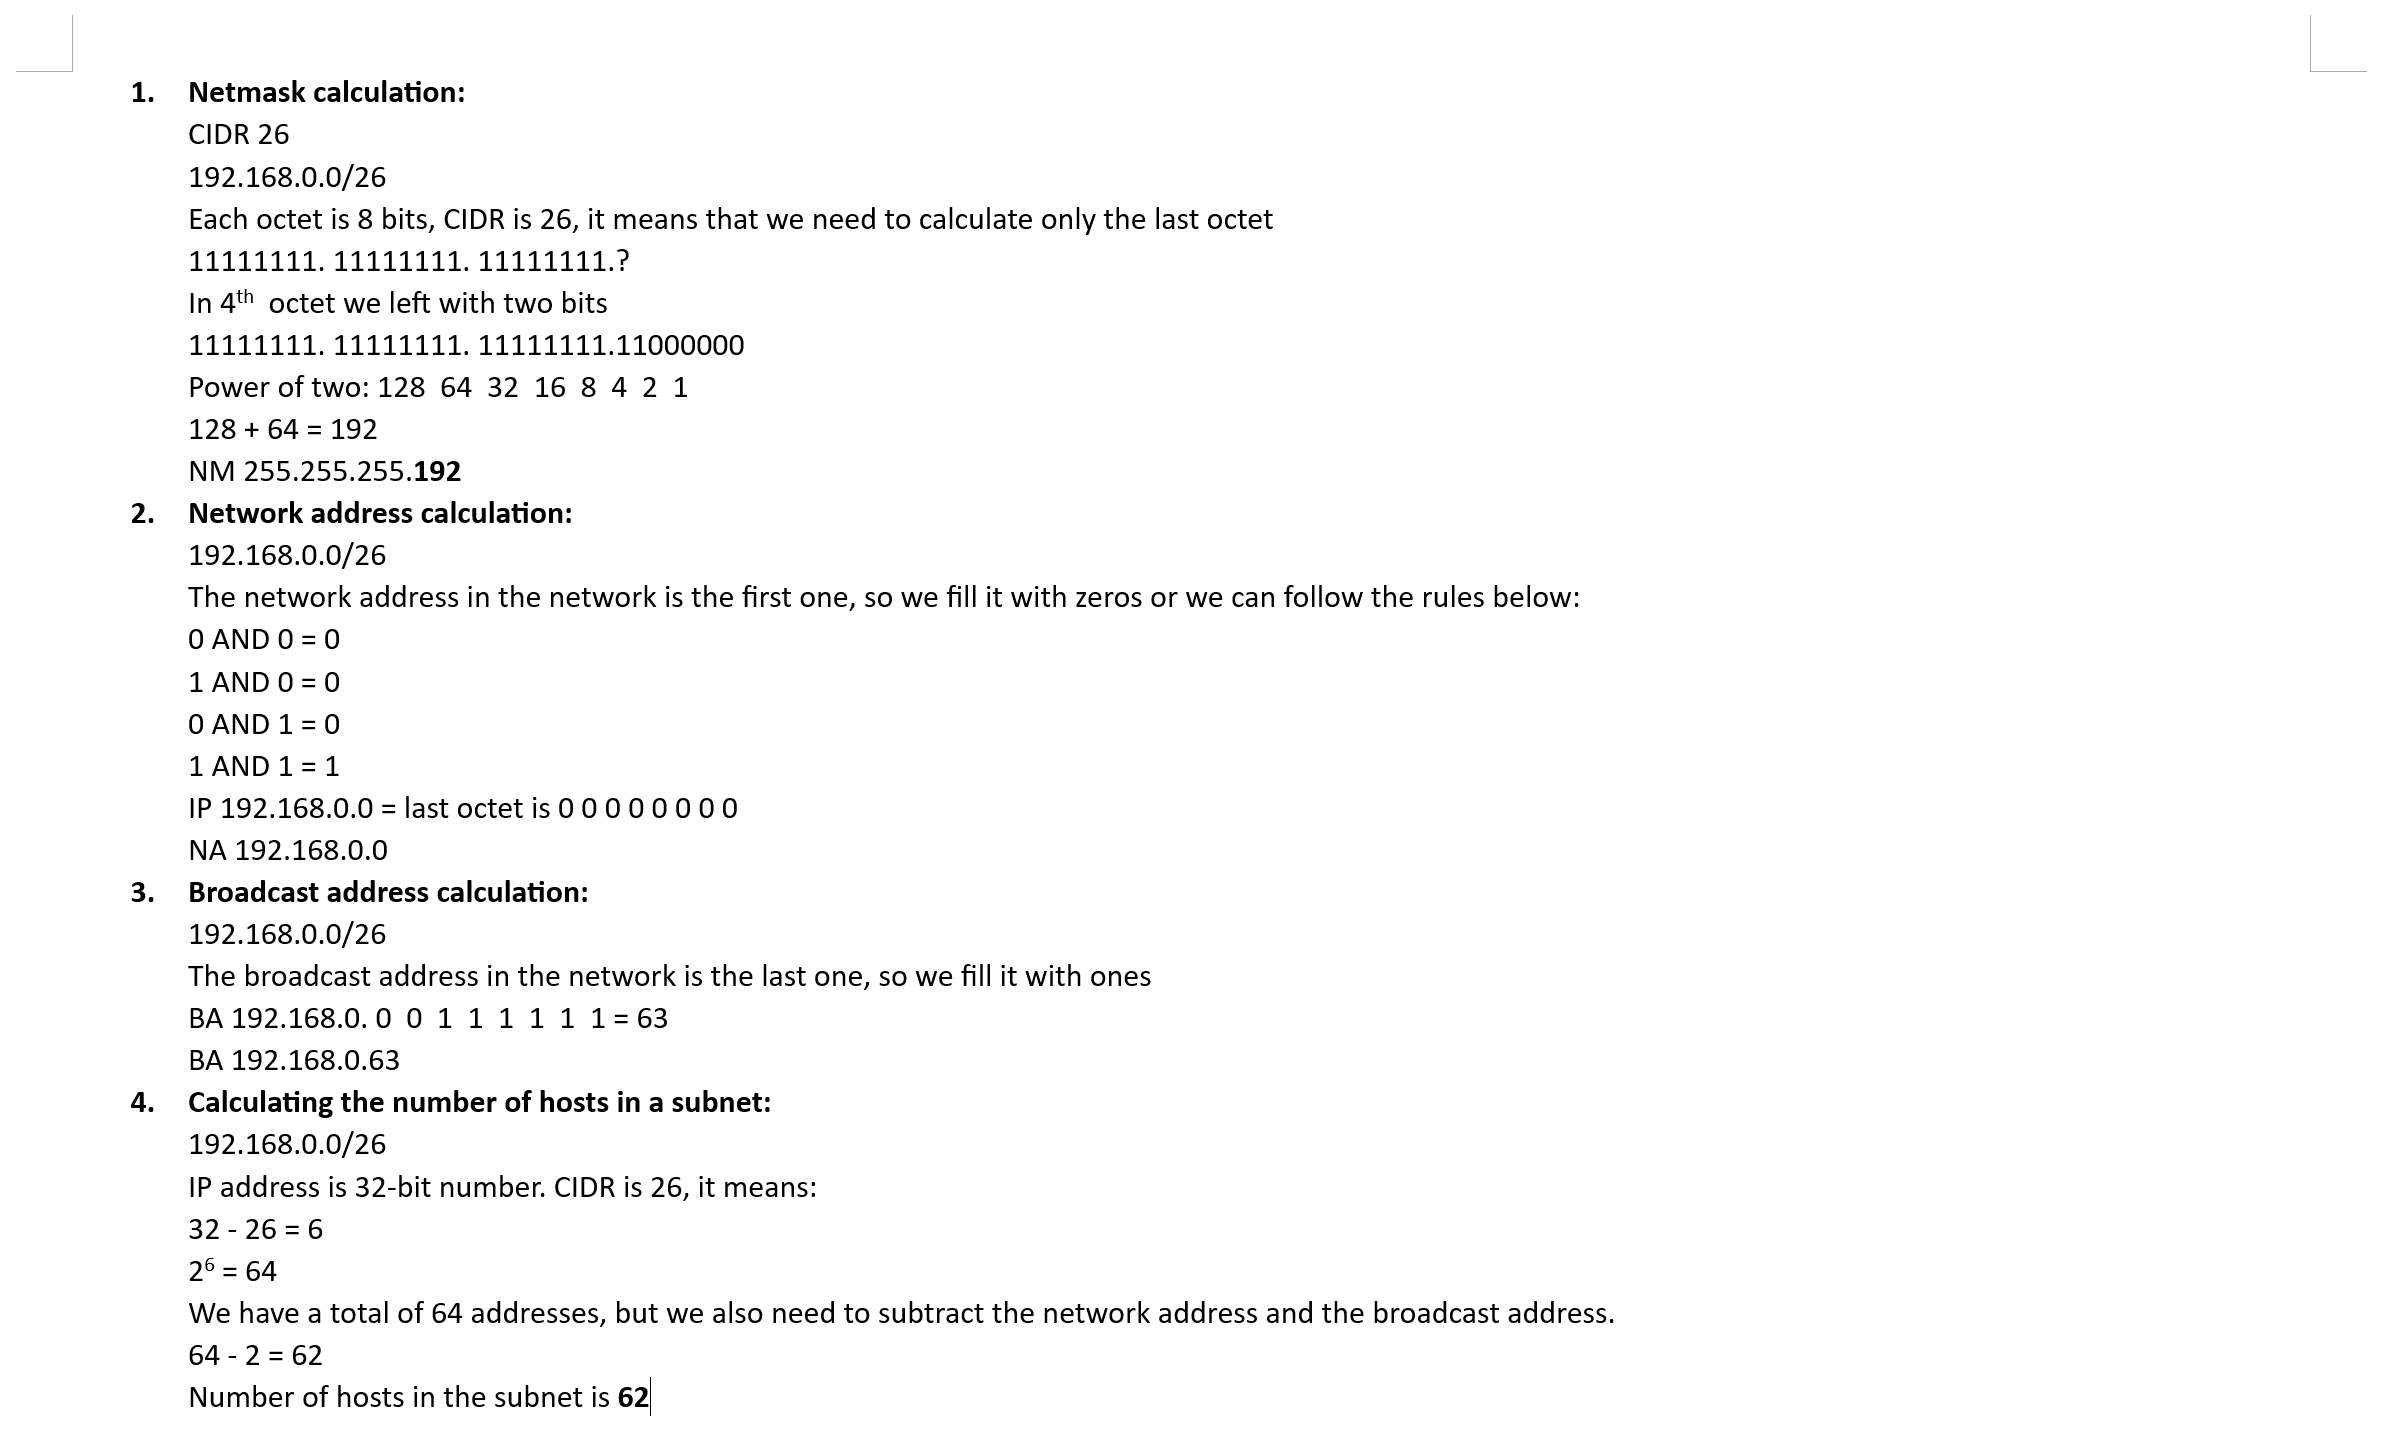 1. Netmask calculation:
CIDR 26
192.168.0.0/26
Each octet is 8 bits, CIDR is 26, it means that we need to calculate only the last octet
11111111. 11111111. 11111111.?
In 4th octet we left with two bits
11111111. 11111111. 11111111.11000000
Power of two: 128 64 32 16 8 4 2 1
128 + 64 = 192
NM 255.255.255.192
2. Network address calculation:
192.168.0.0/26
The network address in the network is the first one, so we fill it with zeros or we can follow the rules below:
0 AND 0 = 0
1 AND 0 = 0
0 AND 1 = 0
1 AND 1 = 1
IP 192.168.0.0 = last octet is 0 0 0 0 0 0 0 0
NA 192.168.0.0
3. Broadcast address calculation:
192.168.0.0/26
The broadcast address in the network is the last one, so we fill it with ones
BA 192.168.0. 0 0 1 1 1 1 1 1 = 63
BA 192.168.0.63
4. Calculating the number of hosts in a subnet:
192.168.0.0/26
IP address is 32-bit number. CIDR is 26, it means:
32 - 26 = 6
2⁶ = 64
We have a total of 64 addresses, but we also need to subtract the network address and the broadcast address.
64 - 2 = 62
Number of hosts in the subnet is 62